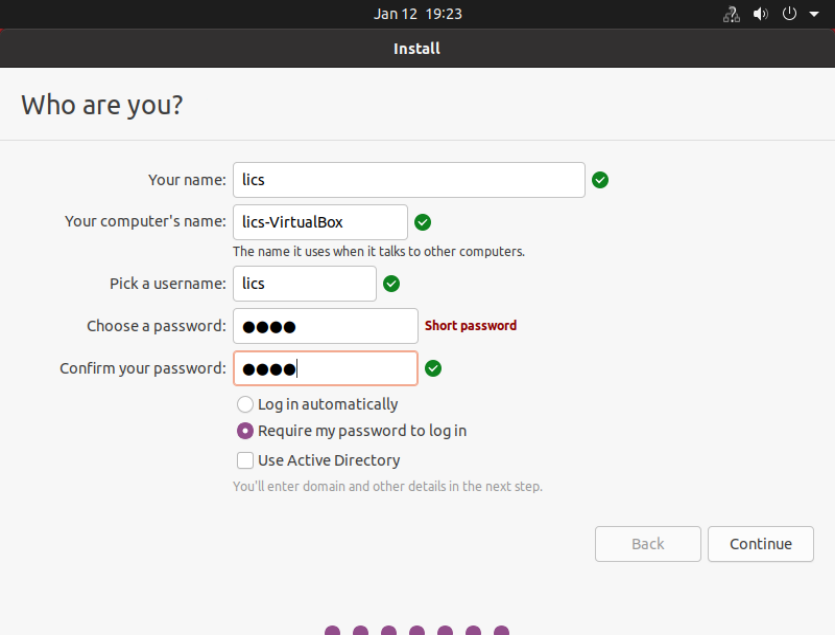 Jan 12 19:23
Install
Who are you?
Your name: lics
Your computer's name: lics-VirtualBox
The name it uses when it talks to other computers.
Pick a username: lics
Choose a password: ●●●● Short password
Confirm your password: ●●●●
Log in automatically
Require my password to log in
Use Active Directory
You'll enter domain and other details in the next step.
Back Continue